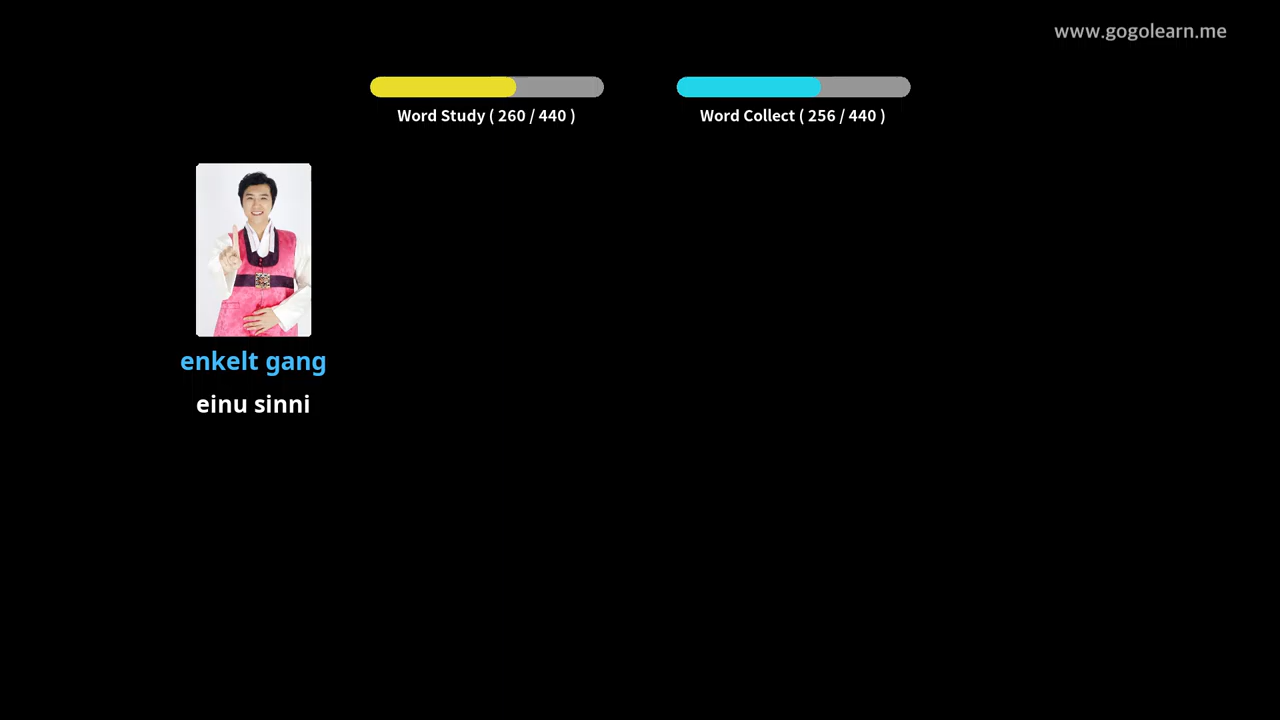 www.gogolearn.me
Word Study ( 260 / 440 )
Word Collect ( 256 / 440 )
enkelt gang
einu sinni